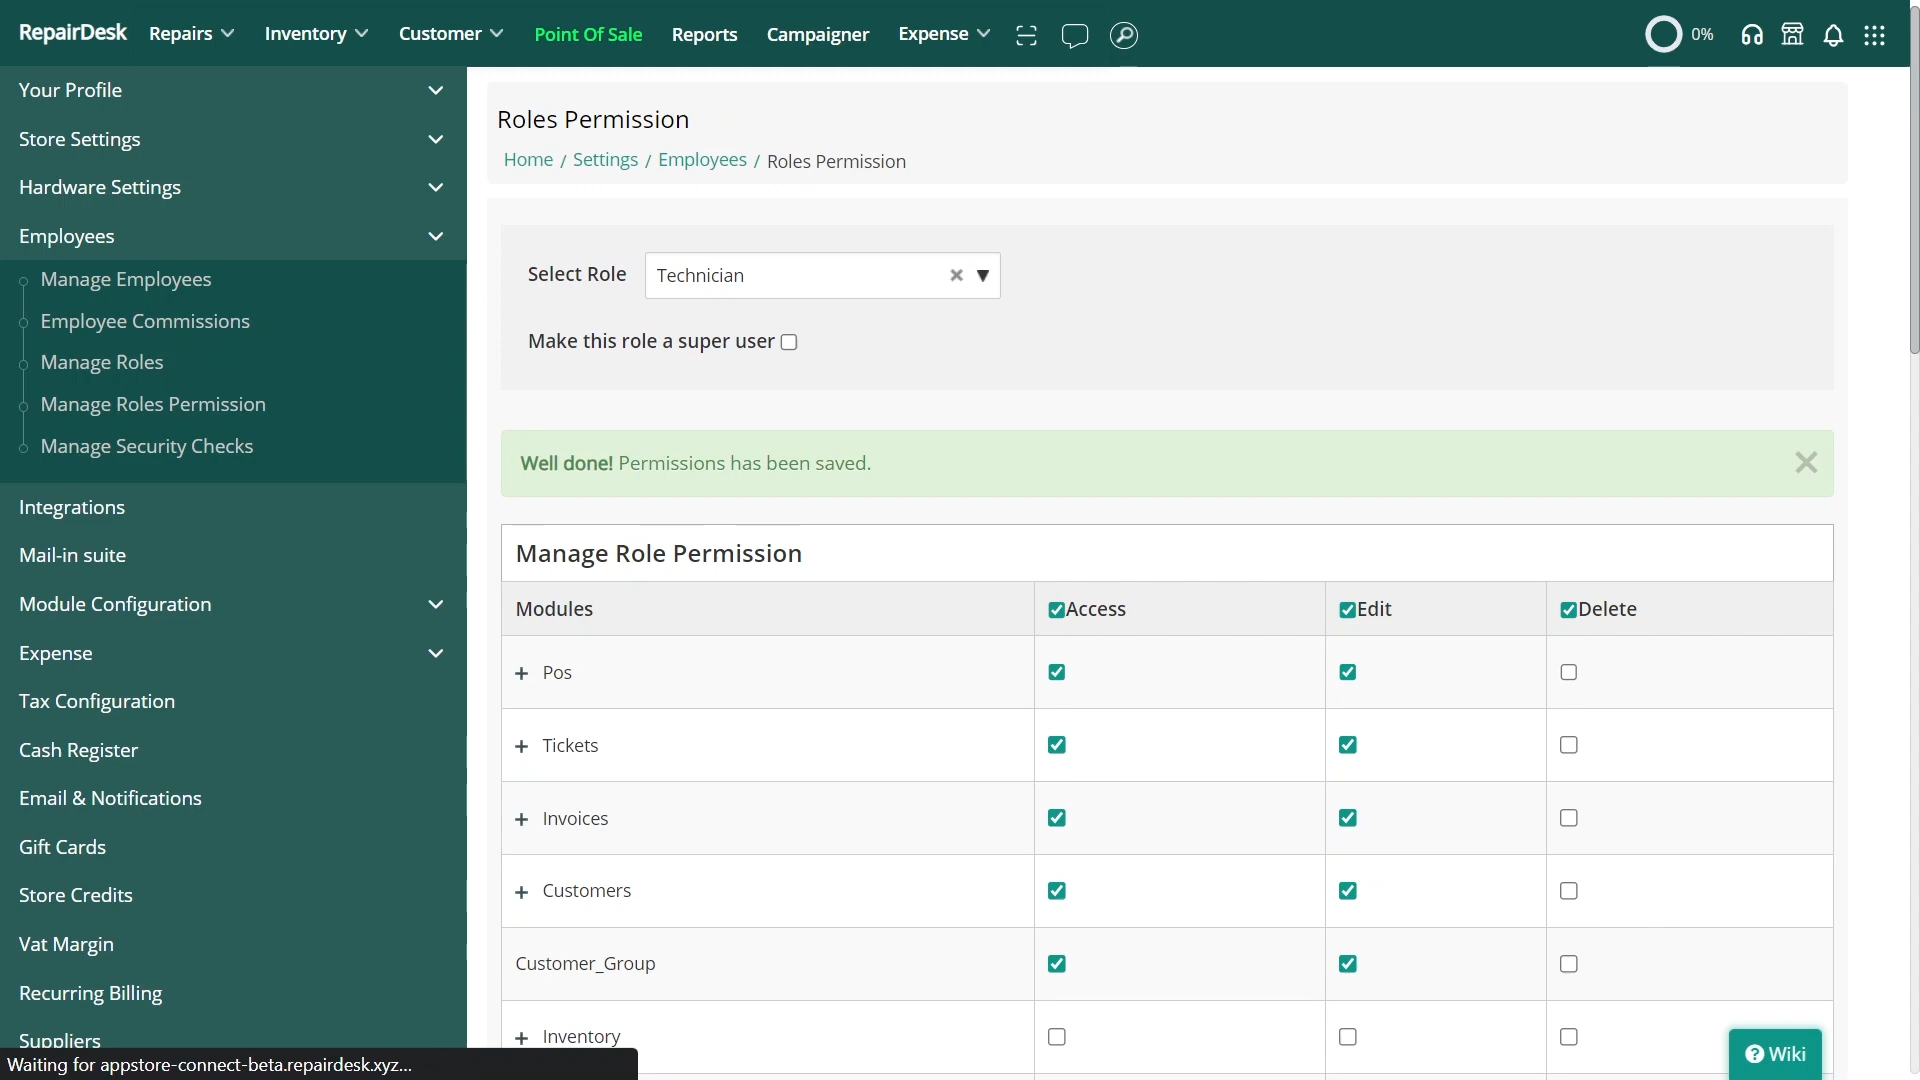 RepairDesk Repairs Inventory Customer Point Of Sale Reports Campaigner Expense 0%
Your Profile
Store Settings
Hardware Settings
Employees
Manage Employees
Employee Commissions
Manage Roles
Manage Roles Permission
Manage Security Checks
Integrations
Mail-in suite
Module Configuration
Expense
Tax Configuration
Cash Register
Email & Notifications
Gift Cards
Store Credits
Vat Margin
Recurring Billing
Suppliers
Waiting for appstore-connect-beta.repairdesk.xyz...
Roles Permission
Home / Settings / Employees / Roles Permission
Select Role Technician
Make this role a super user
Well done! Permissions has been saved.
Manage Role Permission
Modules Access Edit Delete
+ Pos
+ Tickets
+ Invoices
+ Customers
Customer_Group
+ Inventory
Wiki